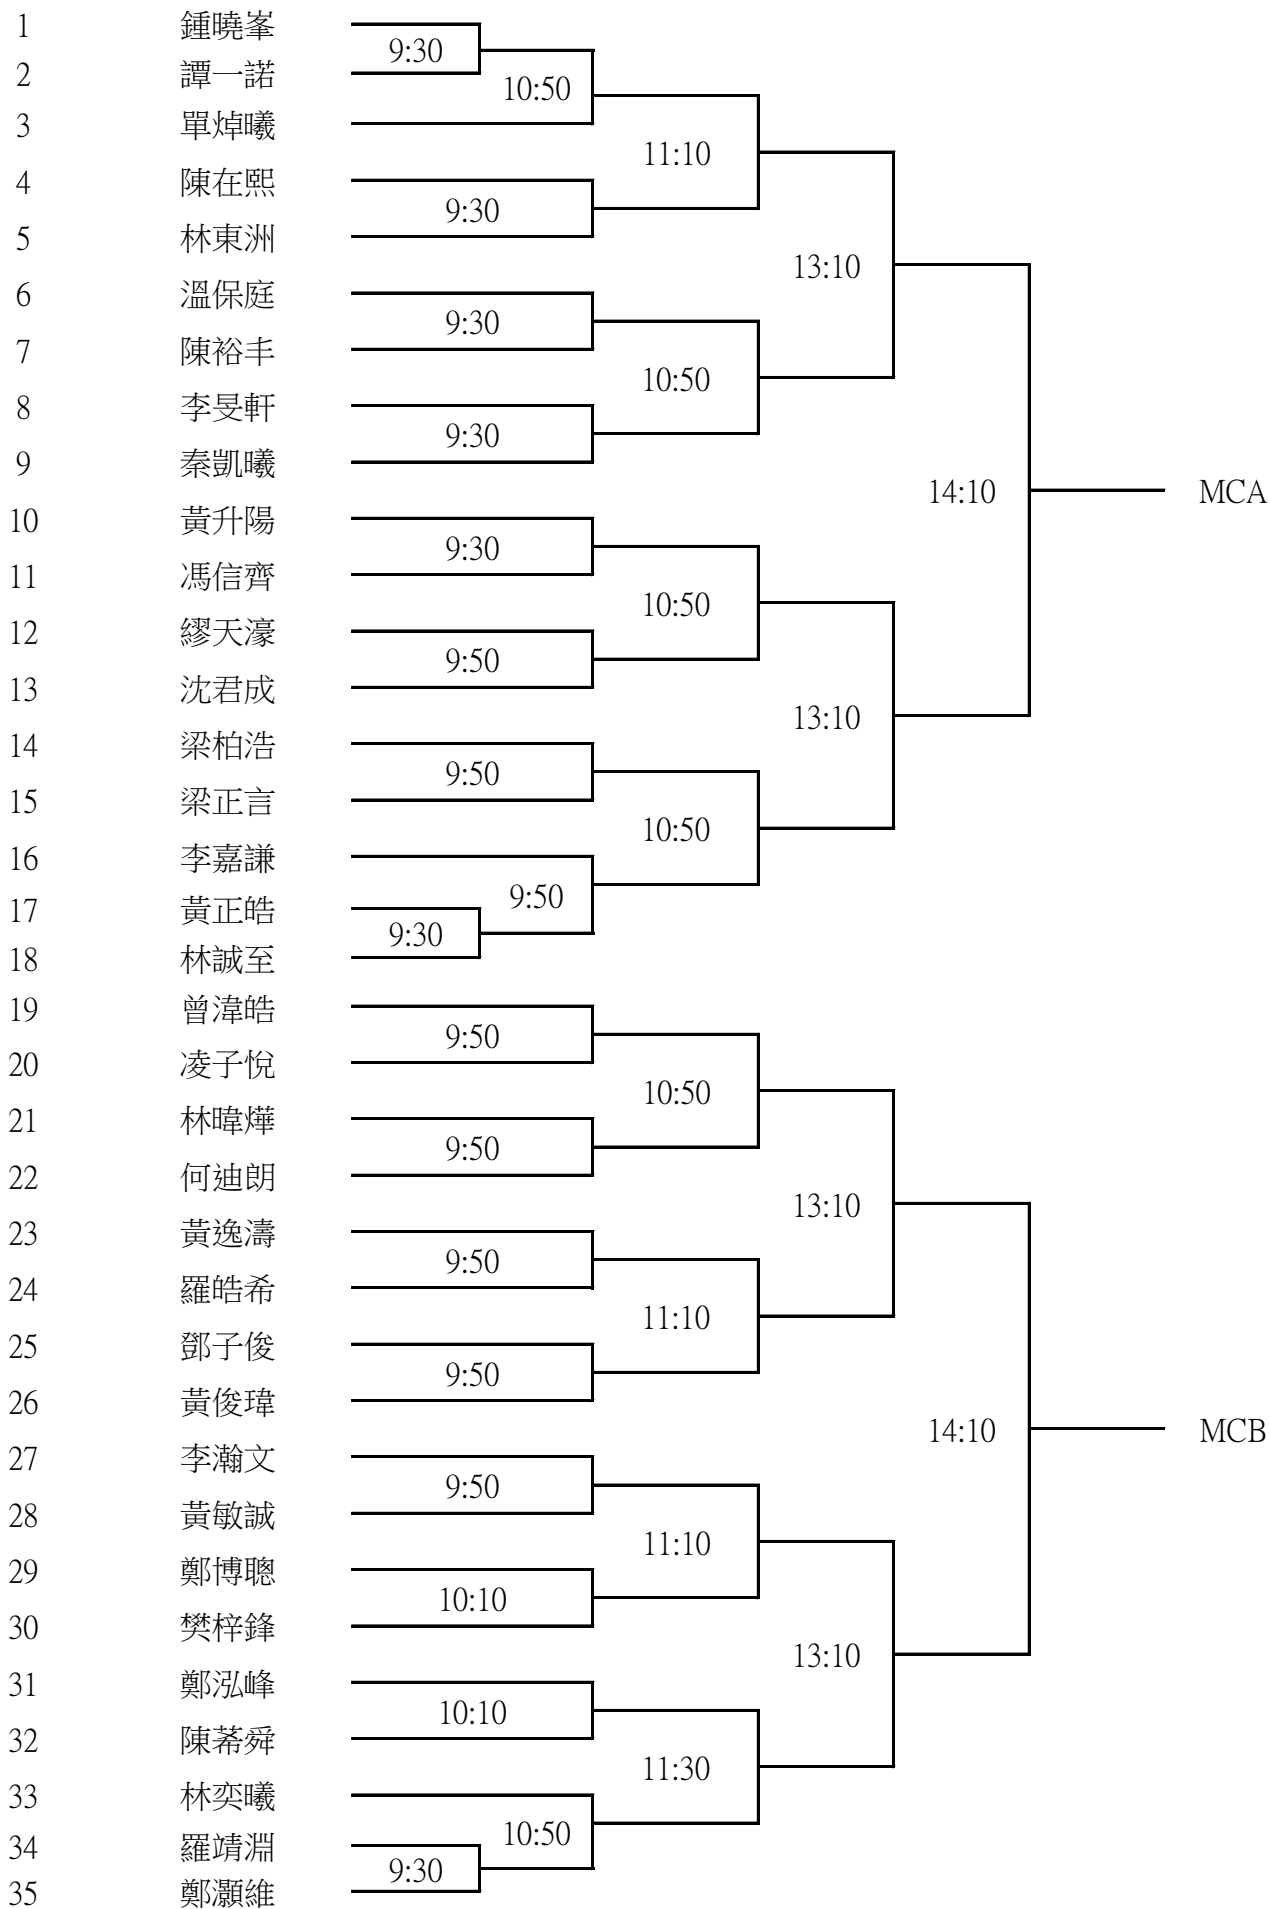 1 鍾曉峯
9:30
2 譚一諾
10:50
3 單焯曦
11:10
4 陳在熙
9:30
5 林東洲
13:10
6 溫保庭
9:30
7 陳裕丰
10:50
8 李旻軒
9:30
9 秦凱曦
14:10 MCA
10 黃升陽
9:30
11 馮信齊
10:50
12 繆天濠
9:50
13 沈君成
13:10
14 梁柏浩
9:50
15 梁正言
10:50
16 李嘉謙
9:50
17 黃正皓
9:30
18 林誠至
19 曾湋皓
9:50
20 凌子悅
10:50
21 林暐燁
9:50
22 何迪朗
13:10
23 黃逸濤
9:50
24 羅皓希
11:10
25 鄧子俊
9:50
26 黃俊瑋
14:10 MCB
27 李瀚文
9:50
28 黃敏誠
11:10
29 鄭博聰
10:10
30 樊梓鋒
13:10
31 鄭泓峰
10:10
32 陳莃舜
11:30
33 林奕曦
10:50
34 羅靖淵
9:30
35 鄭灝維